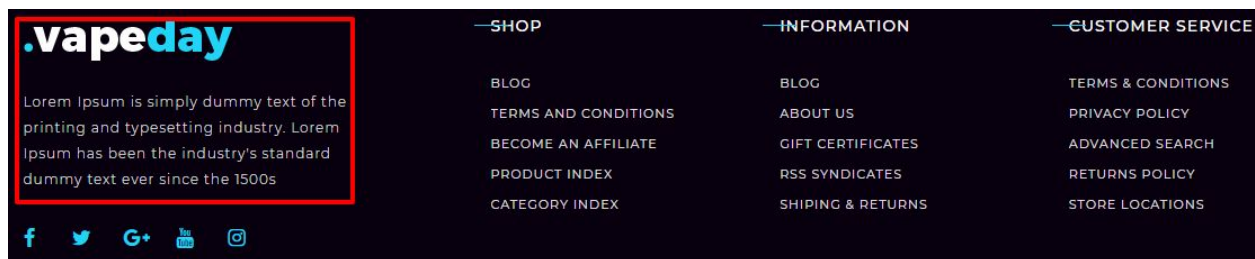 .vapeday
Lorem Ipsum is simply dummy text of the
printing and typesetting industry. Lorem
Ipsum has been the industry's standard
dummy text ever since the 1500s
f G+ You Tube
SHOP
BLOG
TERMS AND CONDITIONS
BECOME AN AFFILIATE
PRODUCT INDEX
CATEGORY INDEX
INFORMATION
BLOG
ABOUT US
GIFT CERTIFICATES
RSS SYNDICATES
SHIPING & RETURNS
CUSTOMER SERVICE
TERMS & CONDITIONS
PRIVACY POLICY
ADVANCED SEARCH
RETURNS POLICY
STORE LOCATIONS